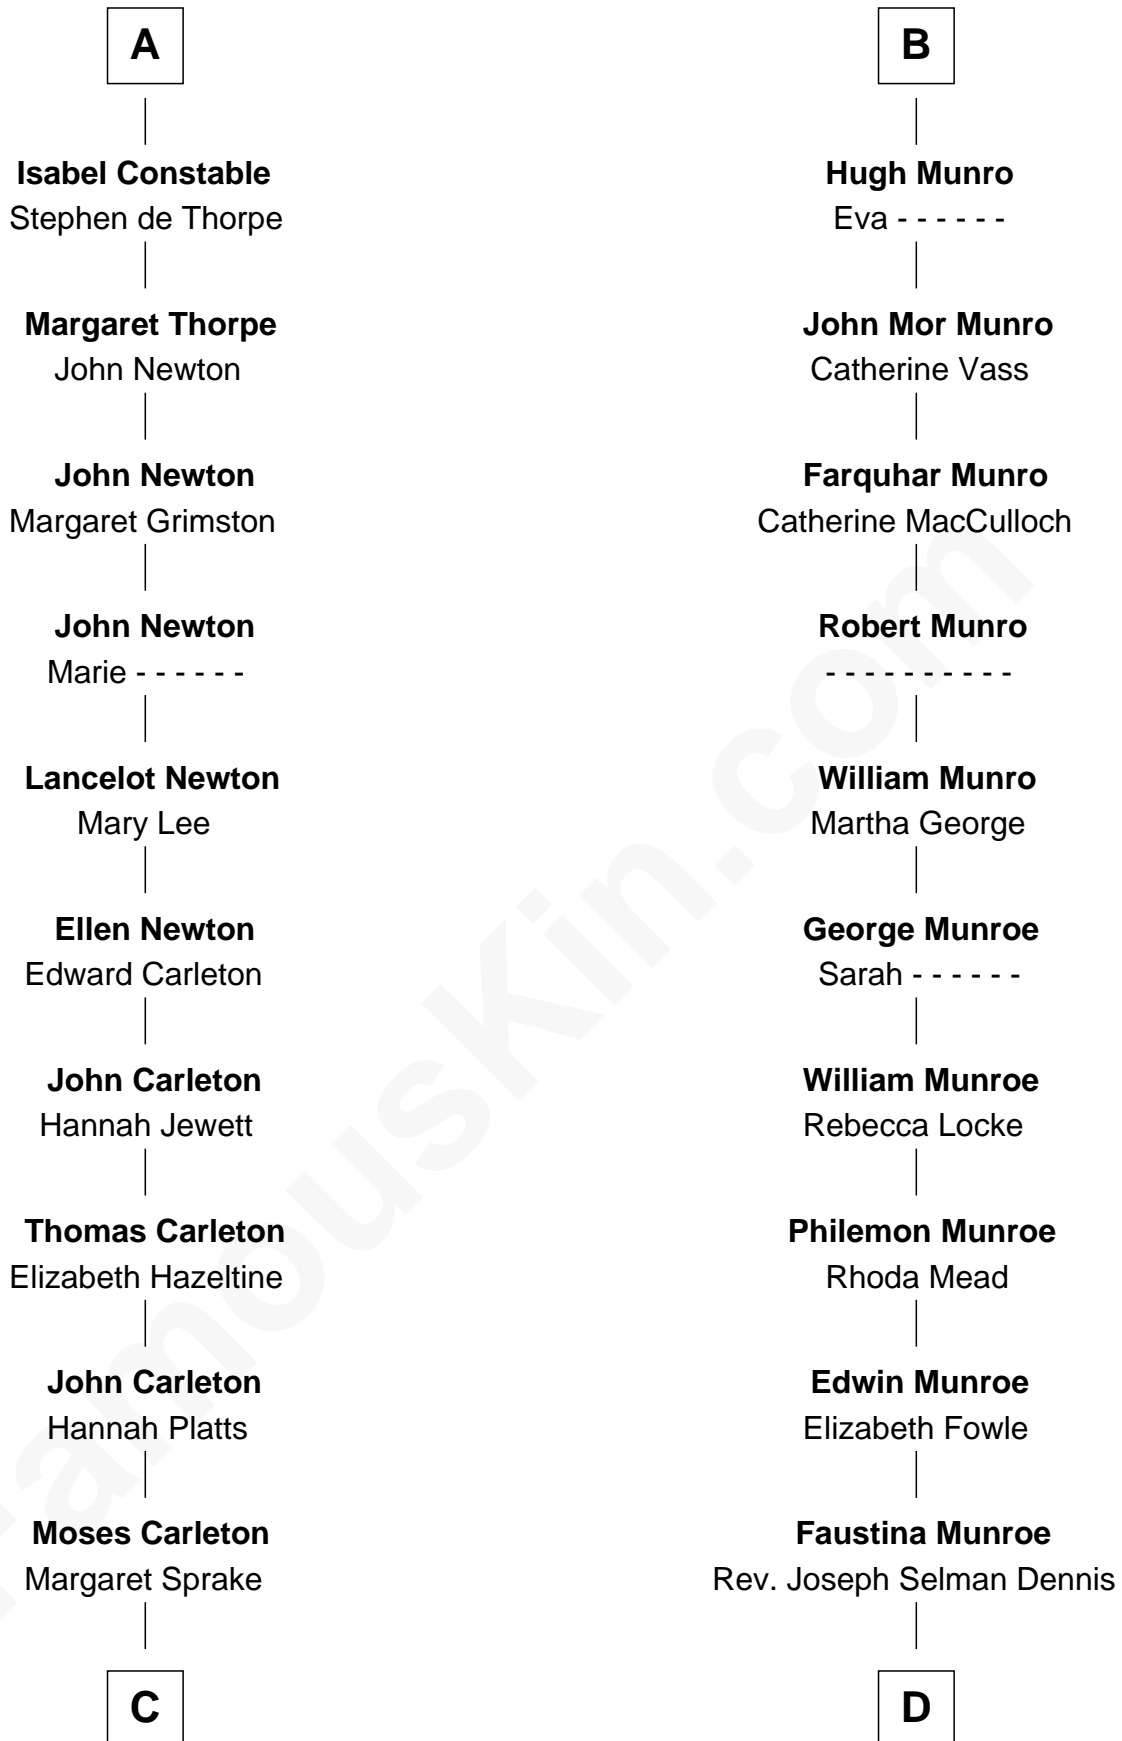 A
Isabel Constable
Stephen de Thorpe
Margaret Thorpe
John Newton
John Newton
Margaret Grimston
John Newton
Marie - - - - - -
Lancelot Newton
Mary Lee
Ellen Newton
Edward Carleton
John Carleton
Hannah Jewett
Thomas Carleton
Elizabeth Hazeltine
John Carleton
Hannah Platts
Moses Carleton
Margaret Sprake
C
B
Hugh Munro
Eva - - - - - -
John Mor Munro
Catherine Vass
Farquhar Munro
Catherine MacCulloch
Robert Munro
- - - - - - - - - -
William Munro
Martha George
George Munroe
Sarah - - - - - -
William Munroe
Rebecca Locke
Philemon Munroe
Rhoda Mead
Edwin Munroe
Elizabeth Fowle
Faustina Munroe
Rev. Joseph Selman Dennis
D
FamousKin.com